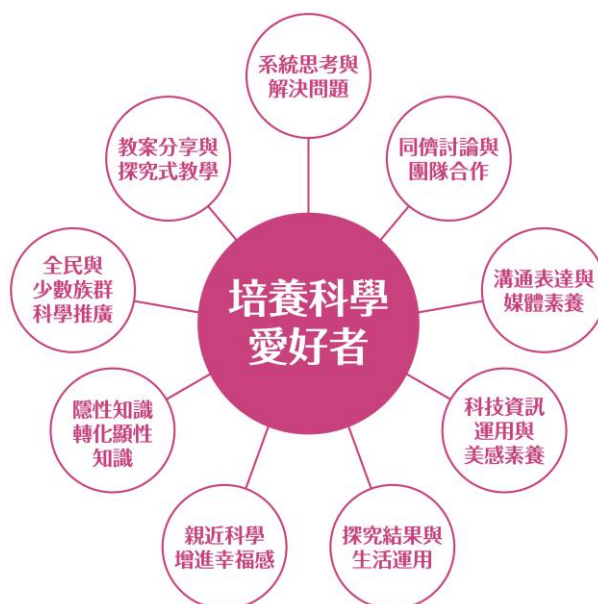 系統思考與
解決問題
同儕討論與
團隊合作
溝通表達與
媒體素養
科技資訊
運用與
美感素養
探究結果與
生活運用
親近科學
增進幸福感
隱性知識
轉化顯性
知識
全民與
少數族群
科學推廣
教案分享與
探究式教學
培養科學
愛好者